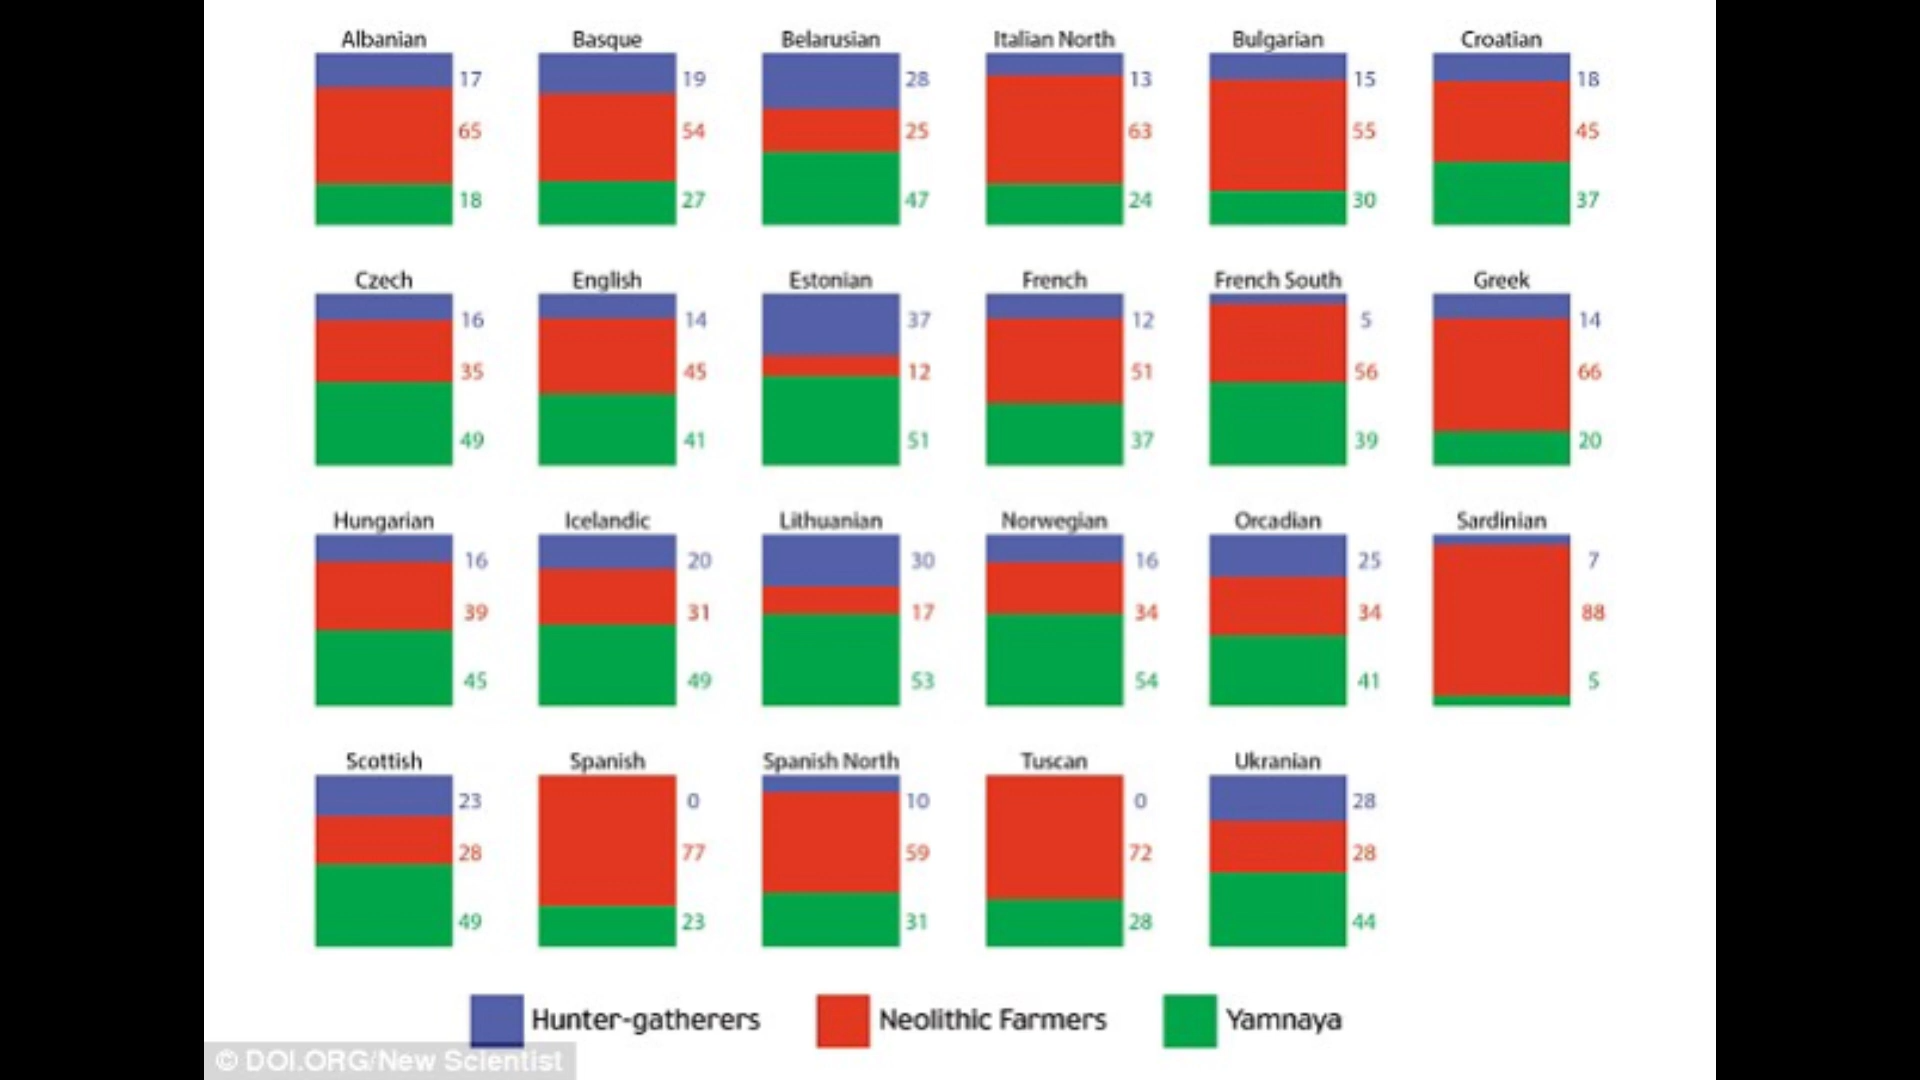 Albanian Basque Belarusian Italian North Bulgarian Croatian
17 19 28 13 15 18
65 54 25 63 55 45
18 27 47 24 30 37
Czech English Estonian French French South Greek
16 14 37 12 5 14
35 45 12 51 56 66
49 41 51 37 39 20
Hungarian Icelandic Lithuanian Norwegian Orcadian Sardinian
16 20 30 16 25 7
39 31 17 34 34 88
45 49 53 54 41 5
Scottish Spanish Spanish North Tuscan Ukranian
23 0 10 0 28
28 77 59 72 28
49 23 31 28 44
Hunter-gatherers Neolithic Farmers Yamnaya
© DOI.ORG/New Scientist